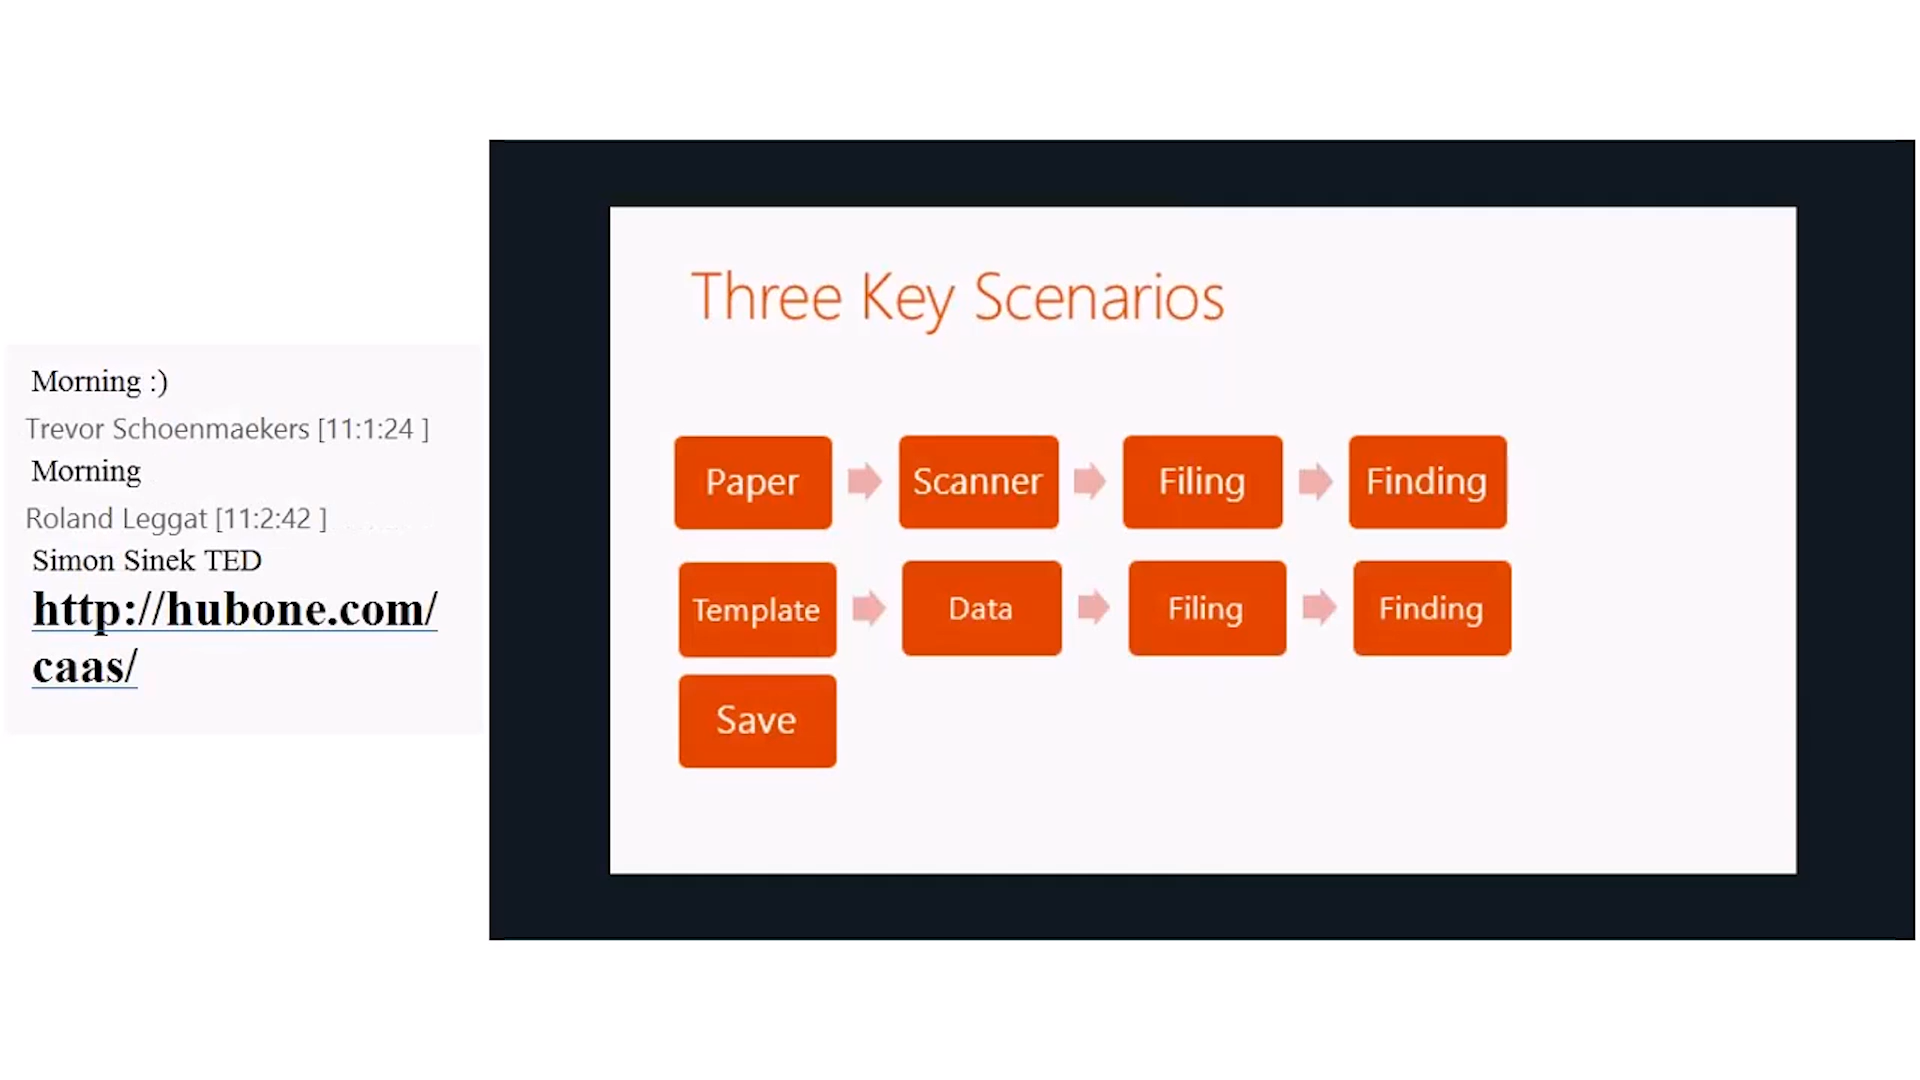 Morning :)
Trevor Schoenmaekers [11:1:24 ]
Morning
Roland Leggat [11:2:42 ]
Simon Sinek TED
http://hubone.com/
caas/
Three Key Scenarios
Paper Scanner Filing Finding
Template Data Filing Finding
Save